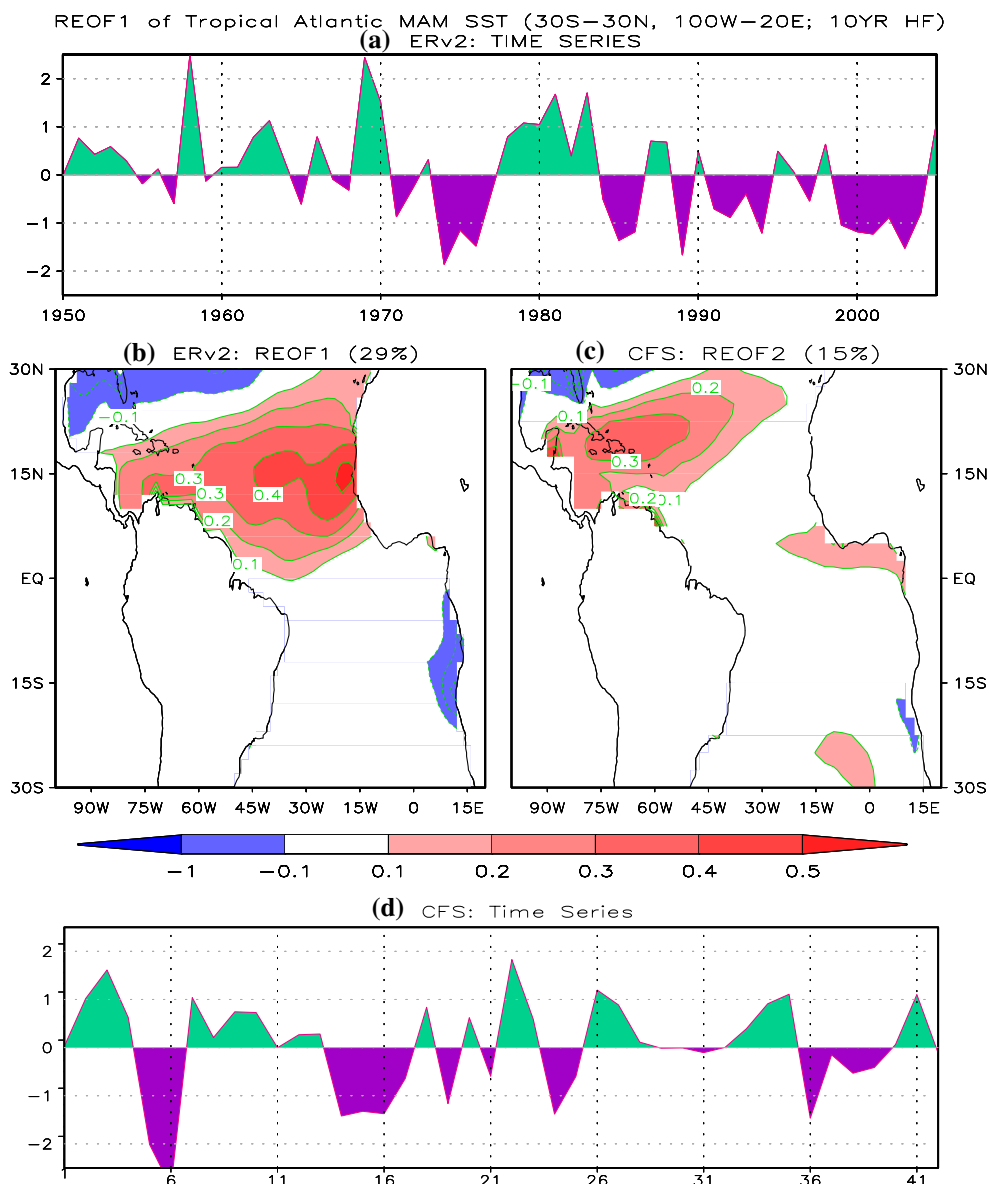 REOF1 of Tropical Atlantic MAM SST (30S−30N, 100W−20E; 10YR HF)
(a) ERv2: TIME SERIES
2
1
0
−1
−2
1950 1960 1970 1980 1990 2000
(b) ERv2: REOF1 (29%)
(c) CFS: REOF2 (15%)
30N
15N
EQ
15S
30S
−0.1
0.3
0.3
0.4
0.2
0.1
90W 75W 60W 45W 30W 15W 0 15E
−0.1
0.2
0.1
0.3
0.2
0.1
30N
15N
EQ
15S
30S
90W 75W 60W 45W 30W 15W 0 15E
−1 −0.1 0.1 0.2 0.3 0.4 0.5
(d) CFS: Time Series
2
1
0
−1
−2
6 11 16 21 26 31 36 41